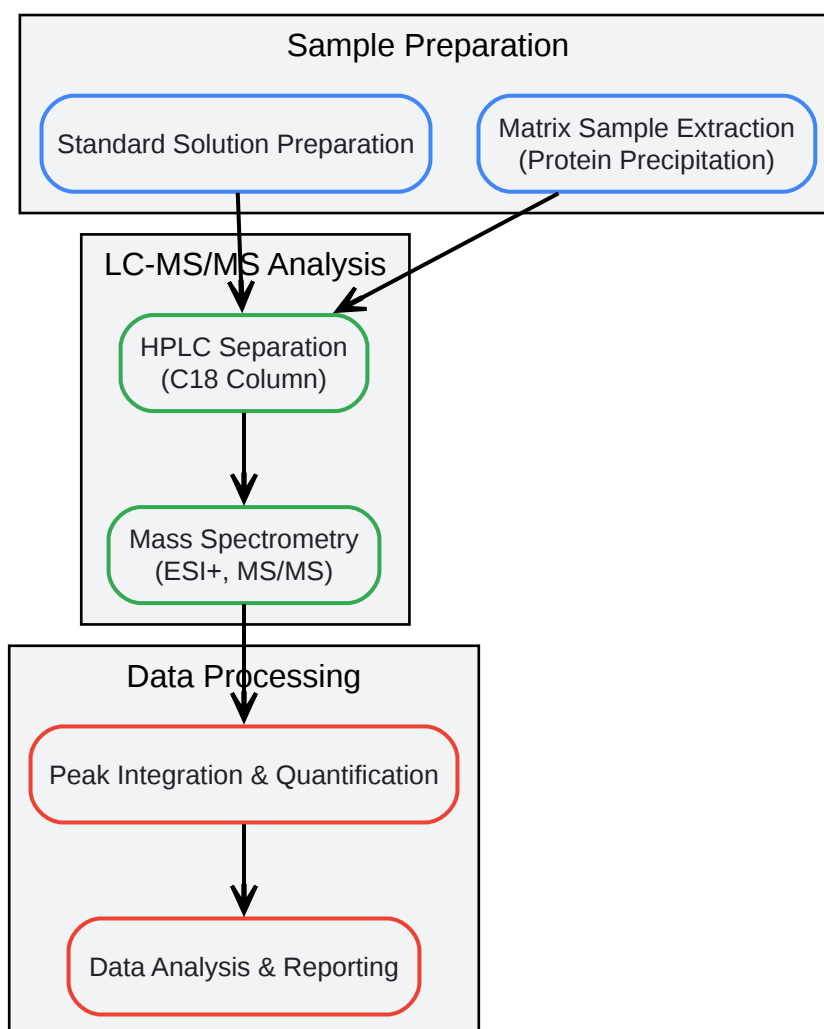 Sample Preparation
Standard Solution Preparation
Matrix Sample Extraction
(Protein Precipitation)
LC-MS/MS Analysis
HPLC Separation
(C18 Column)
Mass Spectrometry
(ESI+, MS/MS)
Data Processing
Peak Integration & Quantification
Data Analysis & Reporting